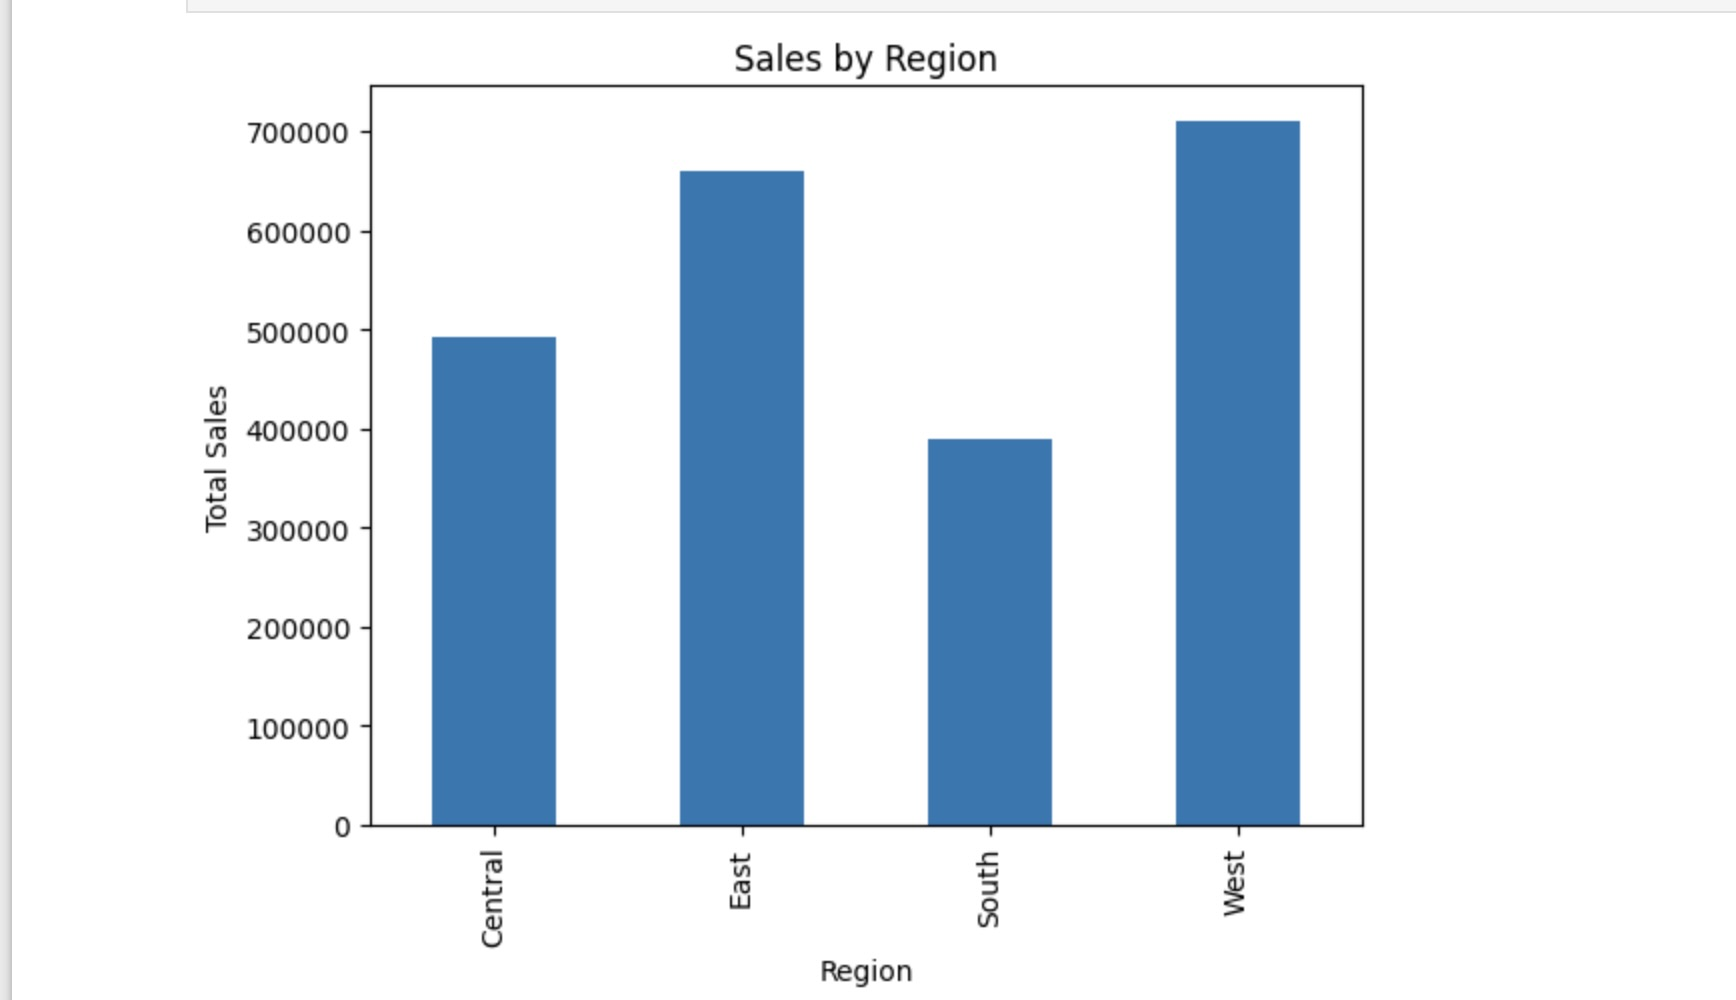 Sales by Region
700000
600000
500000
400000
300000
200000
100000
0
Total Sales
Central
East
South
West
Region